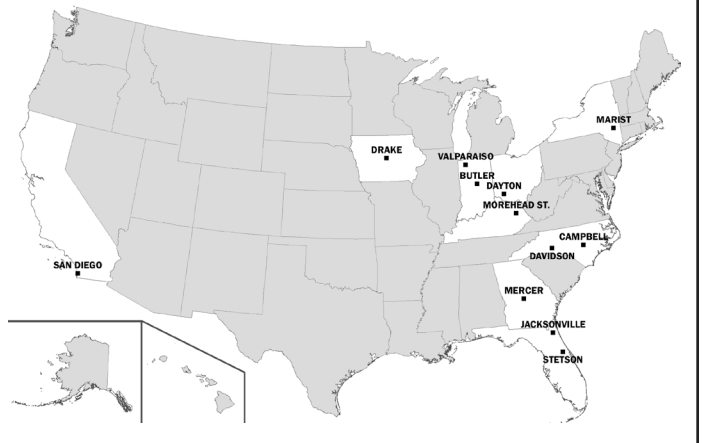 MARIST
DRAKE
VALPARAISO
BUTLER
DAYTON
MOREHEAD ST.
CAMPBELL
DAVIDSON
SAN DIEGO
MERCER
JACKSONVILLE
STETSON